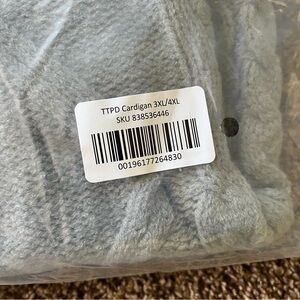 TTPD Cardigan 3XL/4XL
SKU 838536446
00196177264830